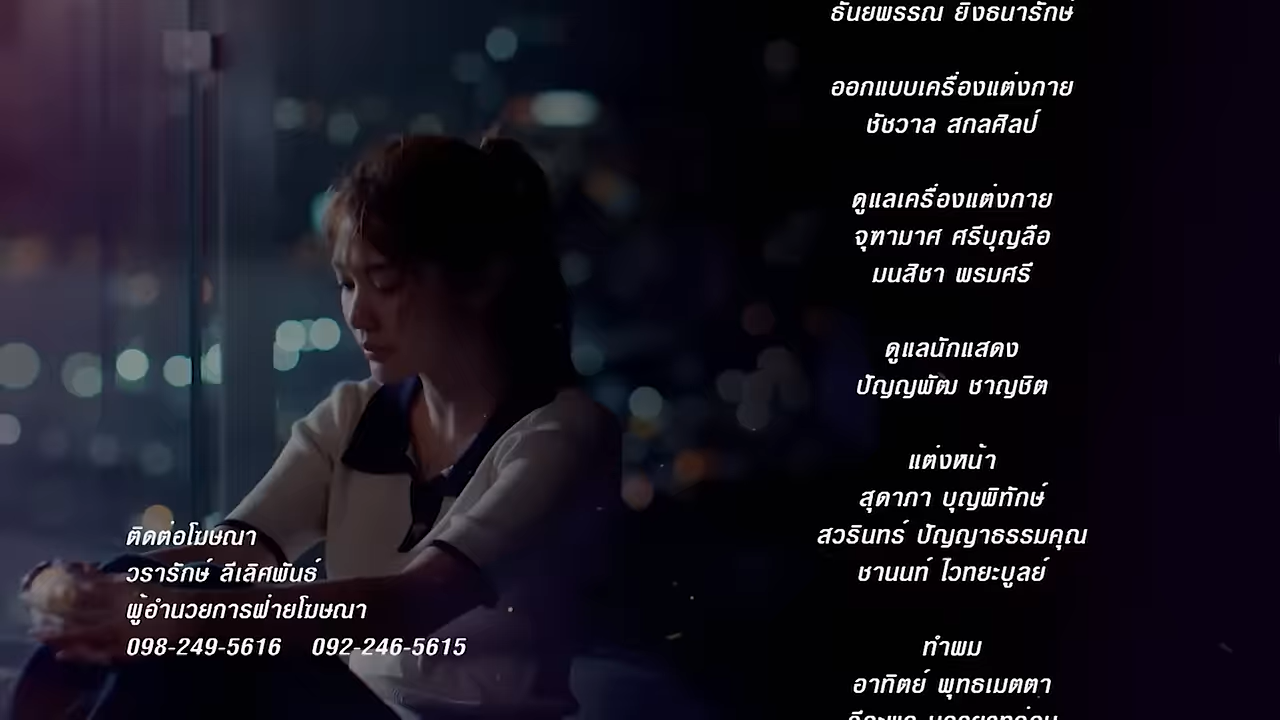 ธันยพรรณ ยิ่งธนารักษ์
ออกแบบเครื่องแต่งกาย
ชัชวาล สกลศิลป์
ดูแลเครื่องแต่งกาย
จุฑามาศ ศรีบุญลือ
มนสิชา พรมศรี
ดูแลนักแสดง
ปัญญพัฒ ชาญชิต
แต่งหน้า
สุดาภา บุญพิทักษ์
สวรินทร์ ปัญญาธรรมคุณ
ชานนท์ ไวทยะบูลย์
ทำผม
อาทิตย์ พุทธเมตตา
ติดต่อโฆษณา
วรารักษ์ ลีเลิศพันธ์
ผู้อำนวยการฝ่ายโฆษณา
098-249-5616 092-246-5615